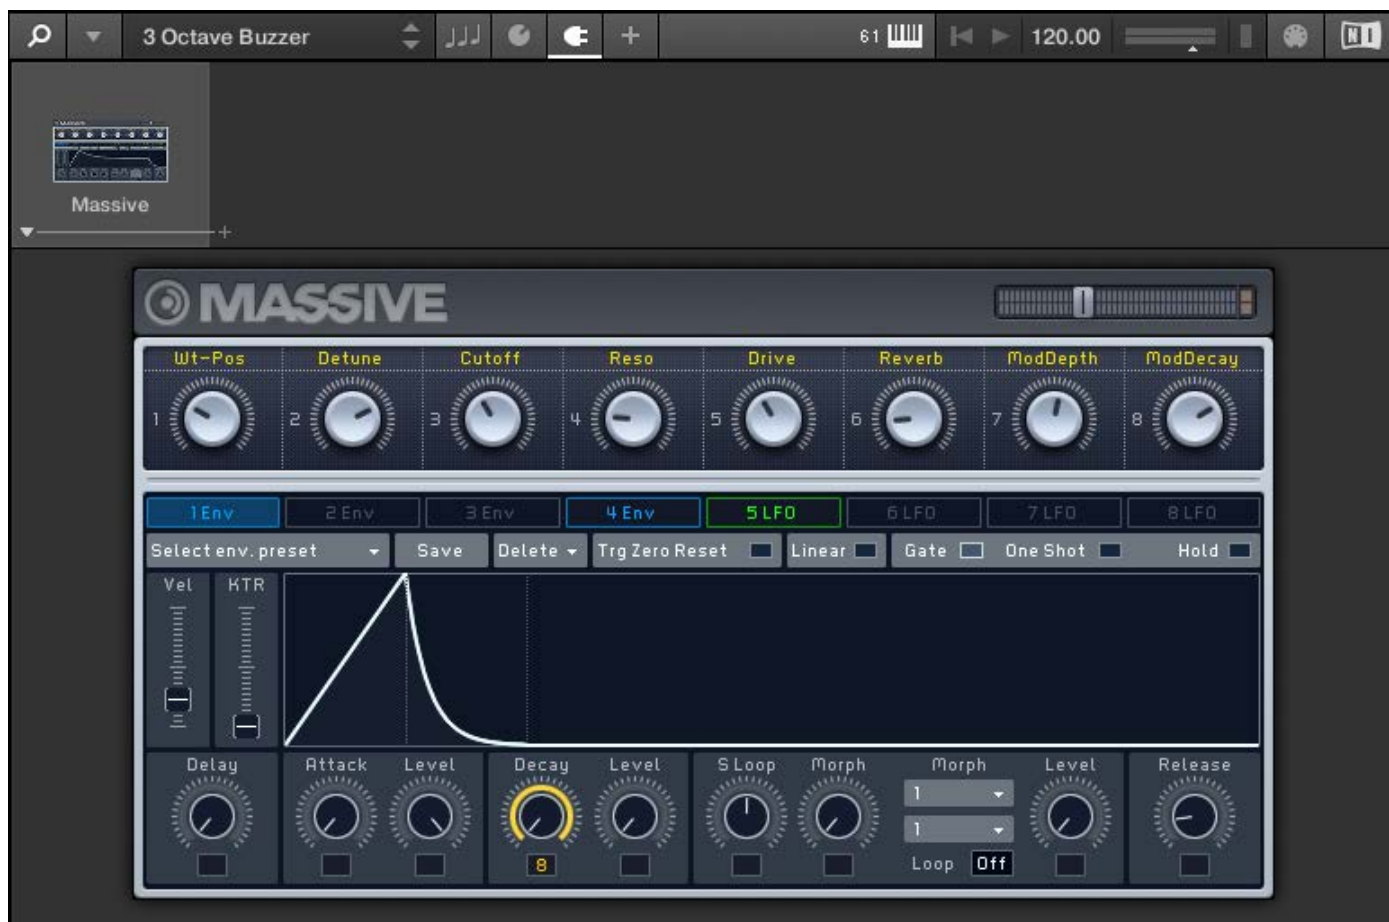 3 Octave Buzzer 61 120.00 NI
Massive
MASSIVE
Wt-Pos Detune Cutoff Reso Drive Reverb ModDepth ModDecay
1 2 3 4 5 6 7 8
1 Env 2 Env 3 Env 4 Env 5 LFO 6 LFO 7 LFO 8 LFO
Select env. preset Save Delete Trg Zero Reset Linear Gate One Shot Hold
Vel KTR
Delay Attack Level Decay Level S Loop Morph Morph Level Release
1
1
8 Loop Off